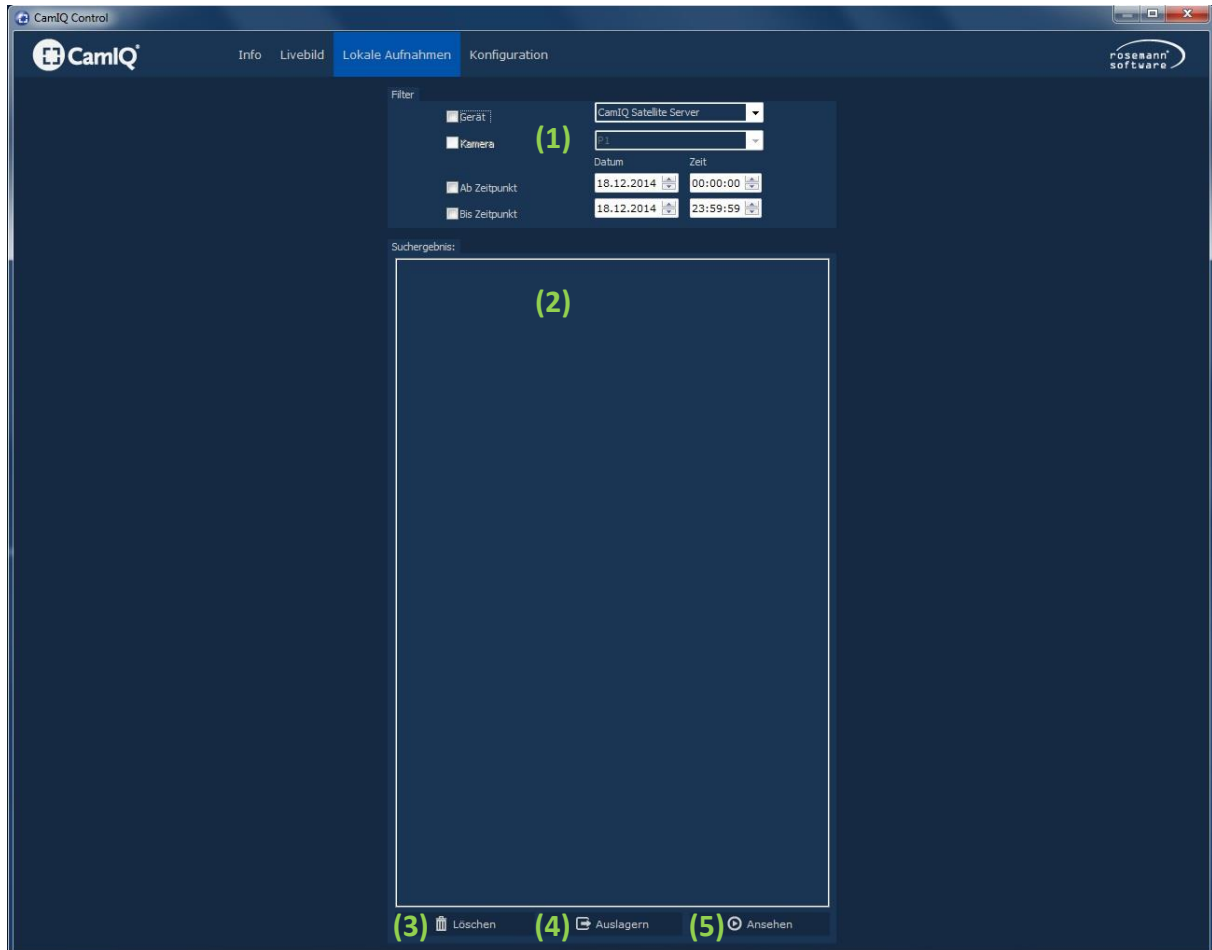 CamIQ Control
CamIQ Info Livebild Lokale Aufnahmen Konfiguration rosemann software
Filter
Gerät CamIQ Satellite Server
Kamera (1) P1
Datum Zeit
Ab Zeitpunkt 18.12.2014 00:00:00
Bis Zeitpunkt 18.12.2014 23:59:59
Suchergebnis:
(2)
(3) Löschen (4) Auslagern (5) Ansehen